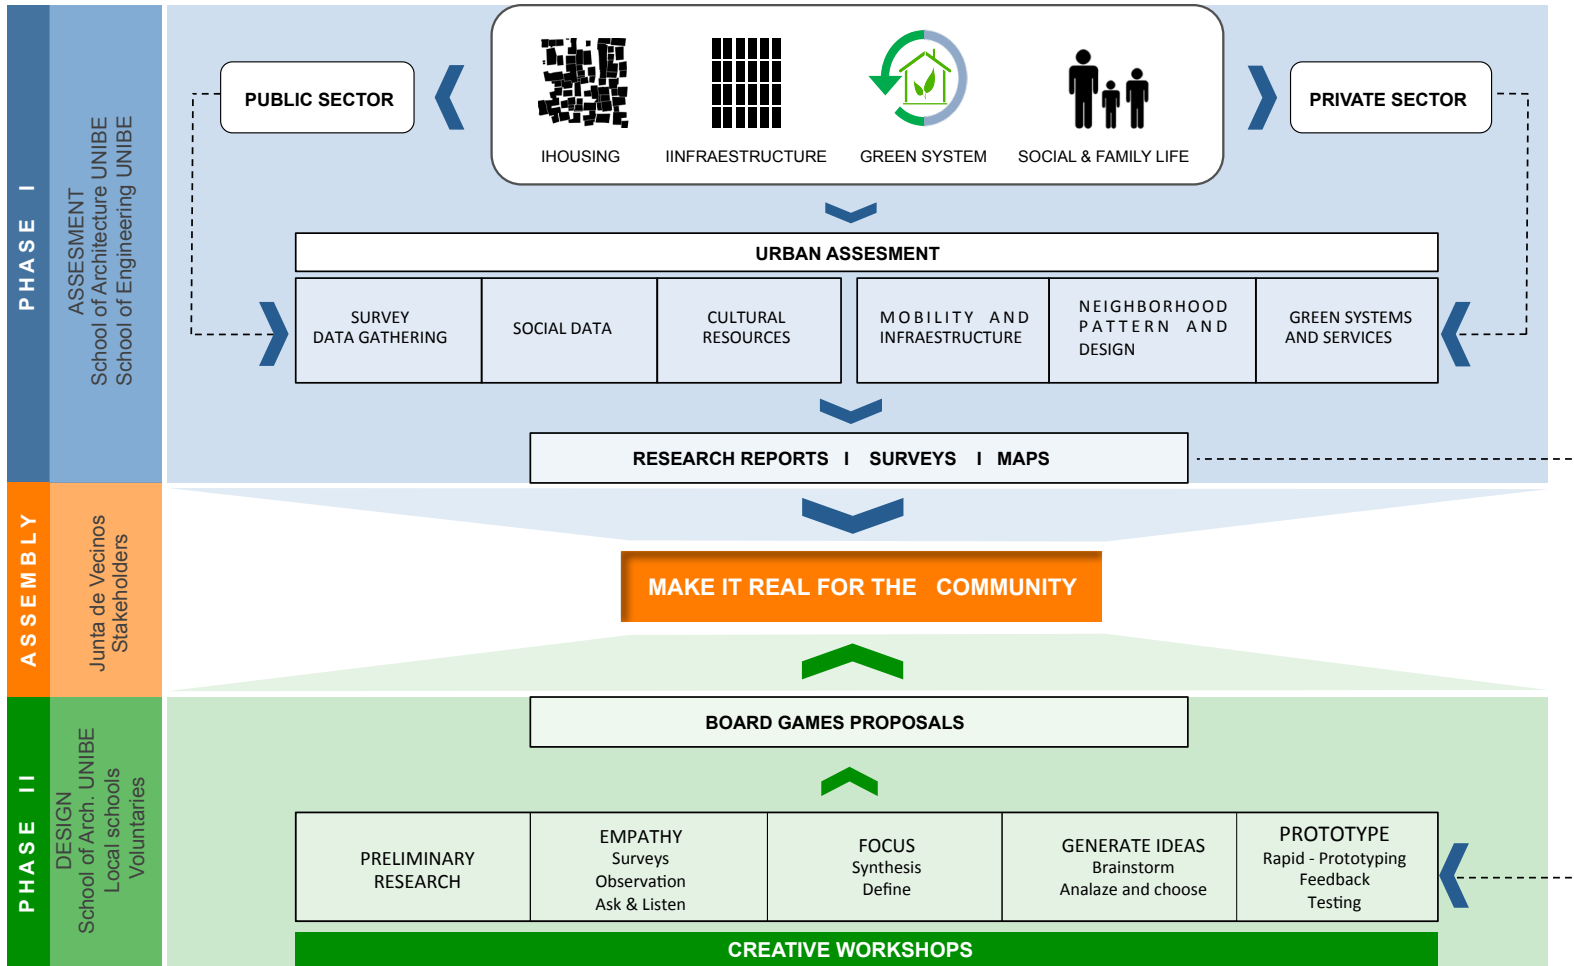 PHASE I
ASSESMENT
School of Architecture UNIBE
School of Engineering UNIBE
PUBLIC SECTOR
IHOUSING
IINFRAESTRUCTURE
GREEN SYSTEM
SOCIAL & FAMILY LIFE
PRIVATE SECTOR
URBAN ASSESMENT
SURVEY
DATA GATHERING
SOCIAL DATA
CULTURAL
RESOURCES
MOBILITY AND
INFRAESTRUCTURE
NEIGHBORHOOD
PATTERN AND
DESIGN
GREEN SYSTEMS
AND SERVICES
RESEARCH REPORTS I SURVEYS I MAPS
ASSEMBLY
Junta de Vecinos
Stakeholders
MAKE IT REAL FOR THE COMMUNITY
PHASE II
DESIGN
School of Arch. UNIBE
Local schools
Voluntaries
BOARD GAMES PROPOSALS
PRELIMINARY
RESEARCH
EMPATHY
Surveys
Observation
Ask & Listen
FOCUS
Synthesis
Define
GENERATE IDEAS
Brainstorm
Analaze and choose
PROTOTYPE
Rapid - Prototyping
Feedback
Testing
CREATIVE WORKSHOPS